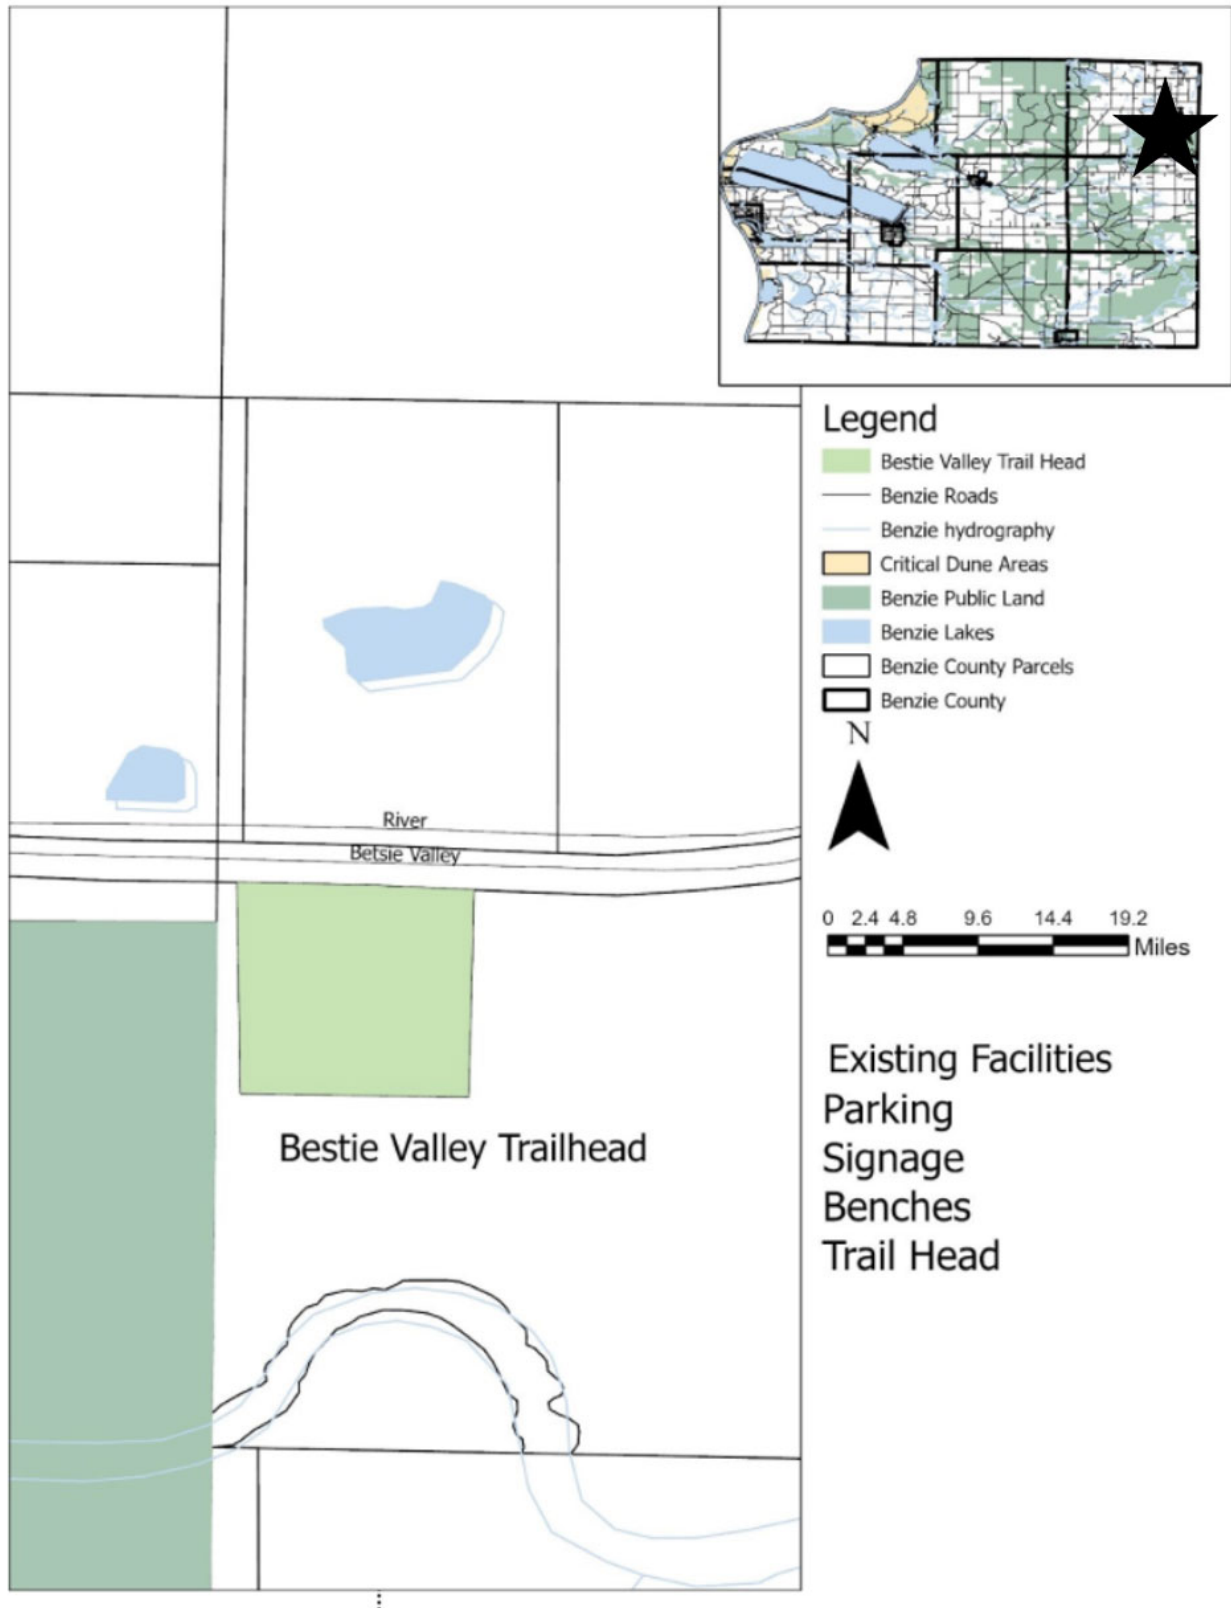 Legend
Bestie Valley Trail Head
Benzie Roads
Benzie hydrography
Critical Dune Areas
Benzie Public Land
Benzie Lakes
Benzie County Parcels
Benzie County
N
0 2.4 4.8 9.6 14.4 19.2
Miles
River
Betsie Valley
Bestie Valley Trailhead
Existing Facilities
Parking
Signage
Benches
Trail Head